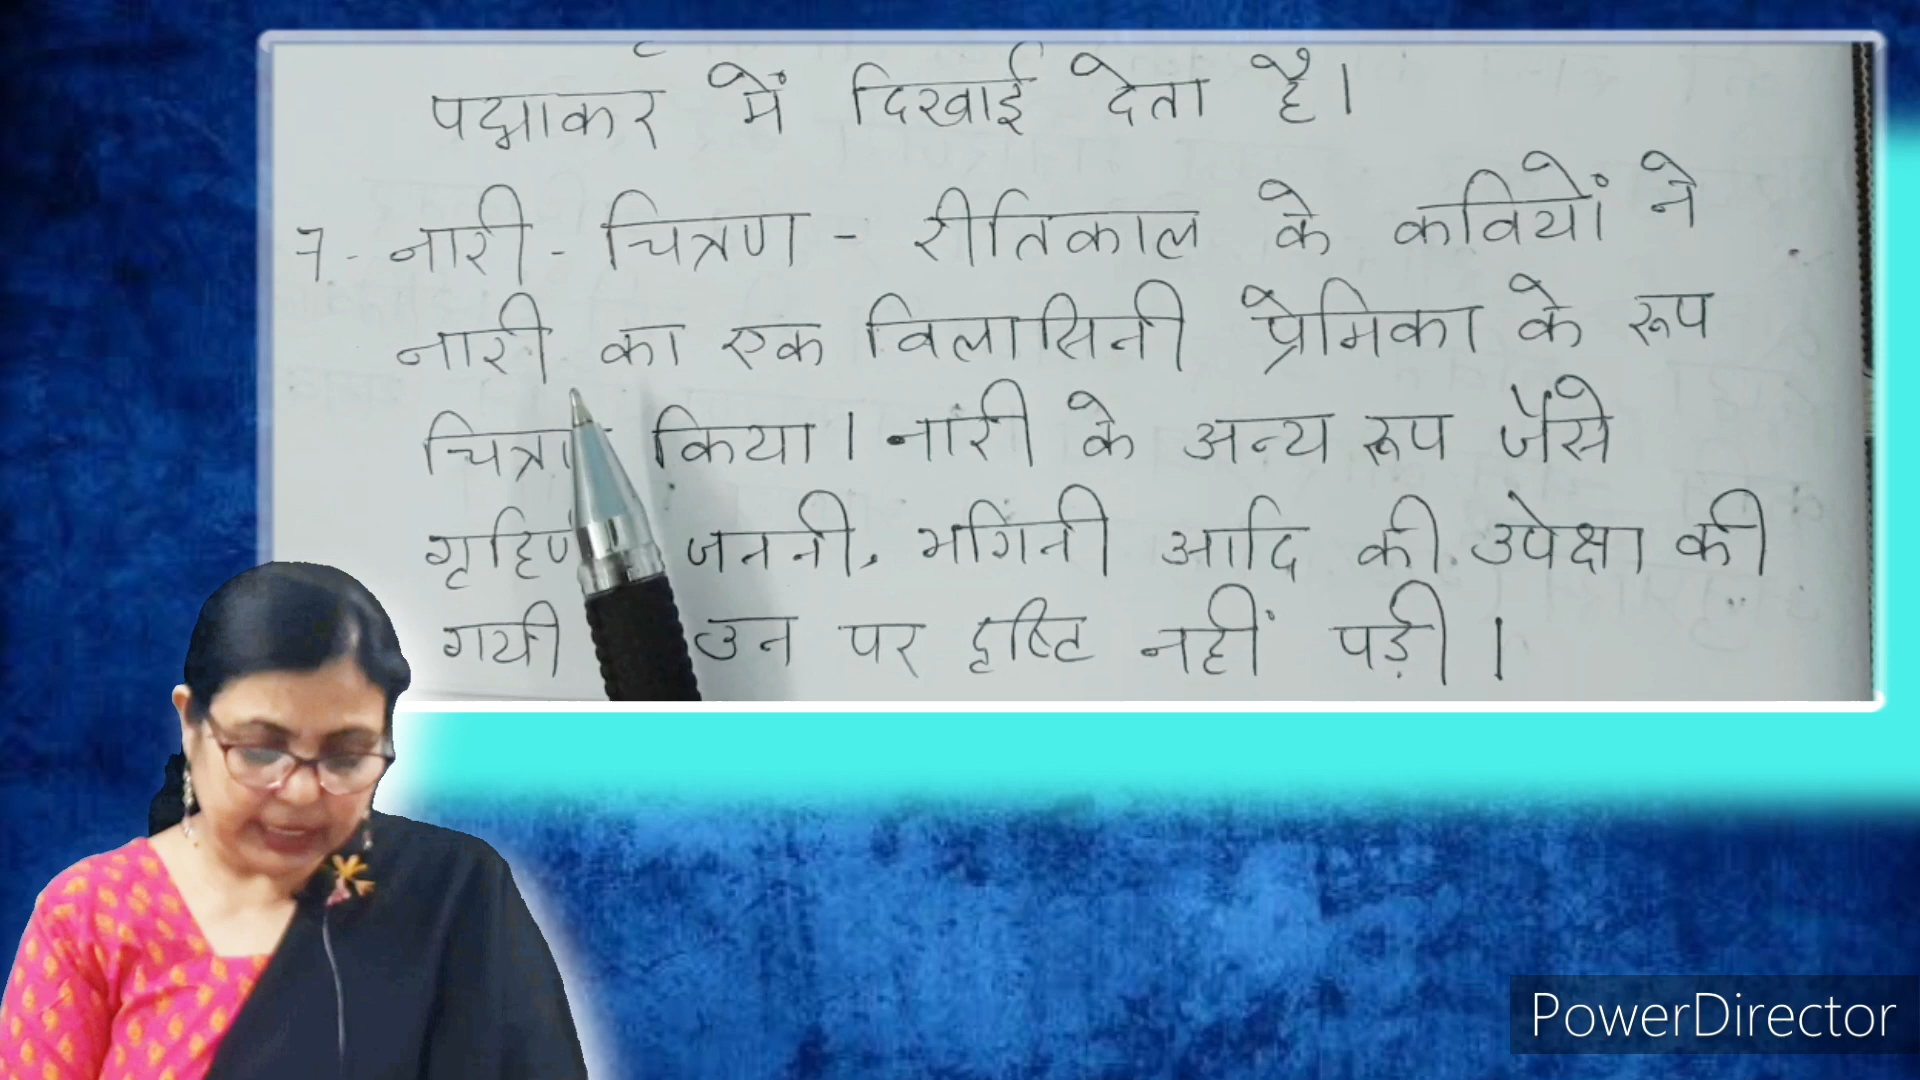 पद्माकर में दिखाई देता है।
7- नारी - चित्रण - रीतिकाल के कवियों ने
नारी का एक विलासिनी प्रेमिका के रूप
किया। नारी के अन्य रूप जैसे
जननी, भगिनी आदि की उपेक्षा की
गयी उन पर दृष्टि नहीं पड़ी।
PowerDirector